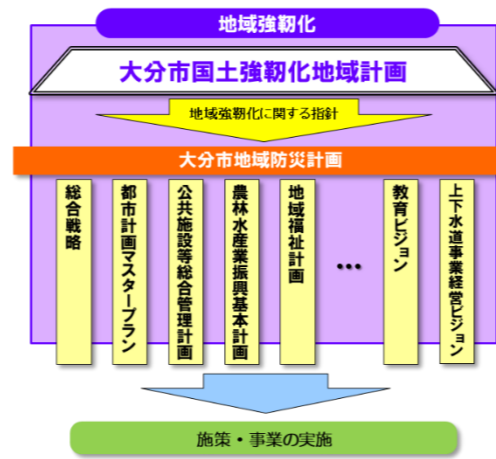 地域強靭化
大分市国土強靭化地域計画
地域強靭化に関する指針
大分市地域防災計画
総合戦略
都市計画マスタープラン
公共施設等総合管理計画
農林水産業振興基本計画
地域福祉計画
…
教育ビジョン
上下水道事業経営ビジョン
施策・事業の実施